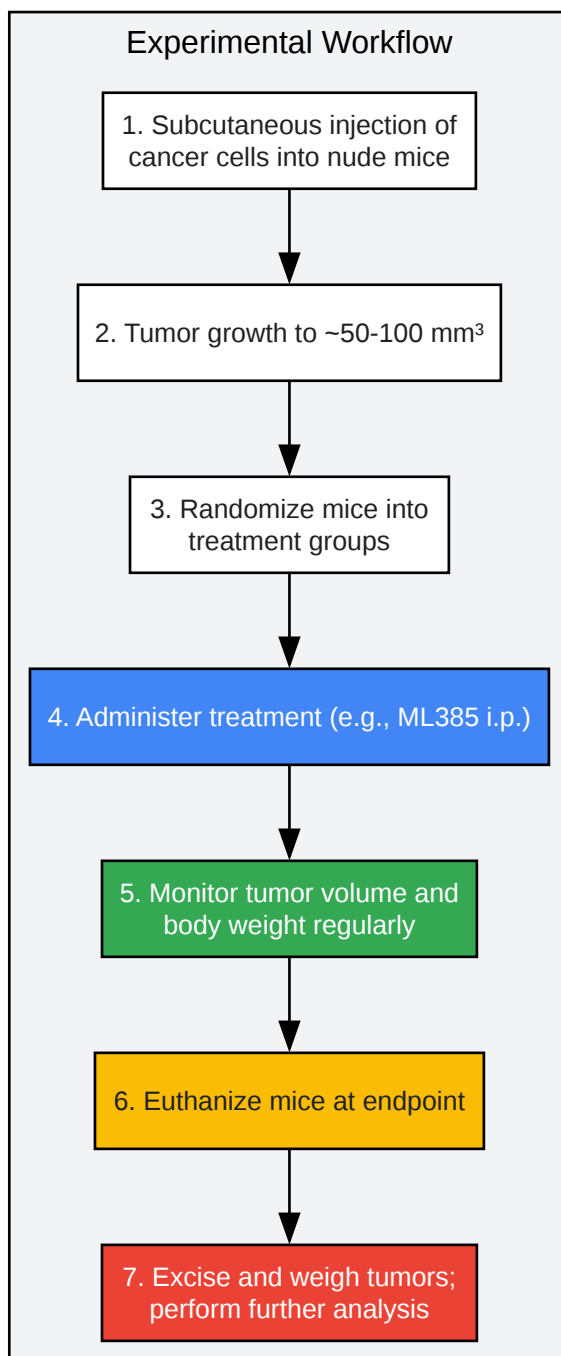 Experimental Workflow
1. Subcutaneous injection of
cancer cells into nude mice
2. Tumor growth to ~50-100 mm³
3. Randomize mice into
treatment groups
4. Administer treatment (e.g., ML385 i.p.)
5. Monitor tumor volume and
body weight regularly
6. Euthanize mice at endpoint
7. Excise and weigh tumors;
perform further analysis